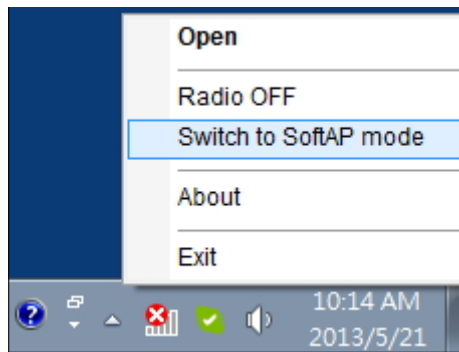 Open
Radio OFF
Switch to SoftAP mode
About
Exit
10:14 AM
2013/5/21